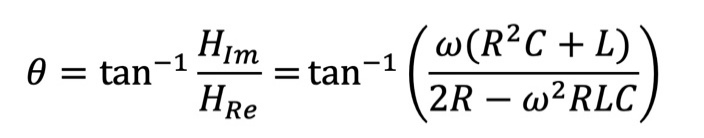 θ = tan⁻¹ H_Im / H_Re = tan⁻¹ ( ω(R²C + L) / 2R − ω²RLC )